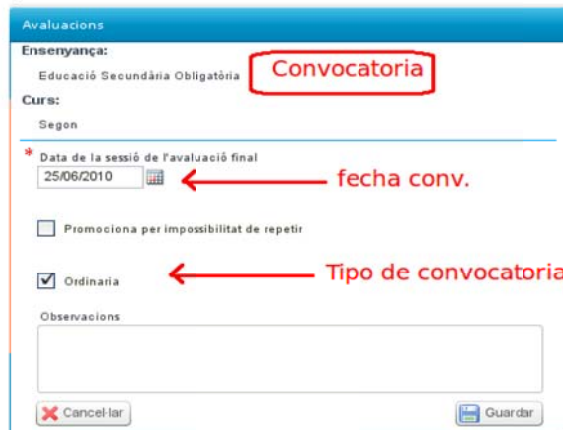 Avaluacions
Ensenyança:
Educació Secundària Obligatòria
Convocatoria
Curs:
Segon
* Data de la sessió de l'avaluació final
25/06/2010
fecha conv.
Promociona per impossibilitat de repetir
Ordinaria
Tipo de convocatoria
Observacions
Cancel·lar
Guardar